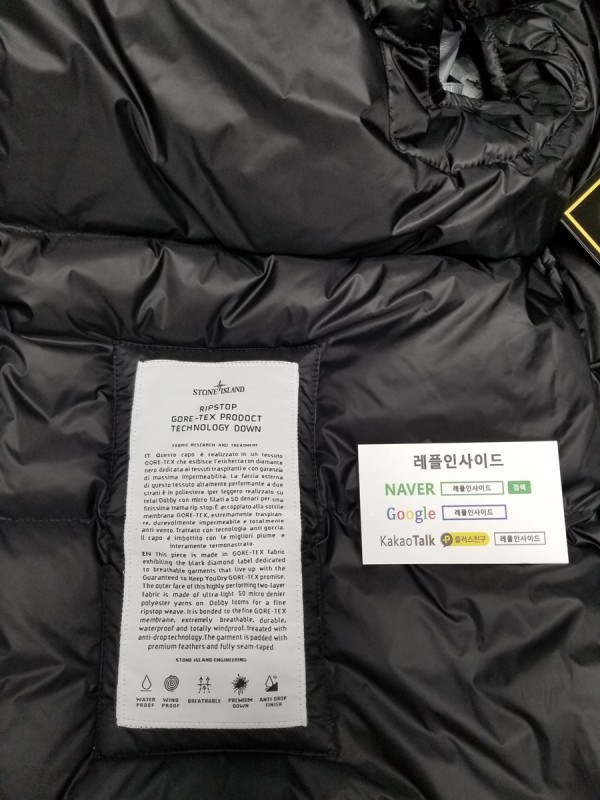 STONE ISLAND
RIPSTOP
GORE-TEX PRODUCT
TECHNOLOGY DOWN
FABRIC RESEARCH AND TREATMENT
IT Questo capo è realizzato in un tessuto
GORE-TEX che esibisce l'etichetta con diamante
nero dedicata ai tessuti traspiranti e con garanzia
di massima impermeabilità. La faccia esterna
di questo tessuto altamente performante a due
strati è in poliestere iper leggero realizzato su
telai Dobby con micro filati a 50 denari per una
finissima trama rip stop. È accoppiato alla sottile
membrana GORE-TEX, estremamente traspiran-
te, durevolmente impermeabile e totalmente
anti vento. Trattato con tecnologia anti goccia.
Il capo è imbottito con le migliori piume e
interamente termonastrato.
EN This piece is made in GORE-TEX fabric
exhibiting the black diamond label dedicated
to breathable garments that live up with the
Guaranteed to Keep You Dry GORE-TEX promise.
The outer face of this highly performing two-layer
fabric is made of ultra-light 50 micro denier
polyester yarns on Dobby looms for a fine
ripstop weave. It is bonded to the fine GORE-TEX
membrane, extremely breathable, durable,
waterproof and totally windproof. treaated with
anti-drop technology. The garment is padded with
premium feathers and fully seam-taped.
STONE ISLAND ENGINEERING
WATER PROOF
WIND PROOF
BREATHABLE
PREMIUM DOWN
ANTI DROP FINISH
레플인사이드
NAVER 레플인사이드 검색
Google 레플인사이드
KakaoTalk P 플러스친구 레플인사이드